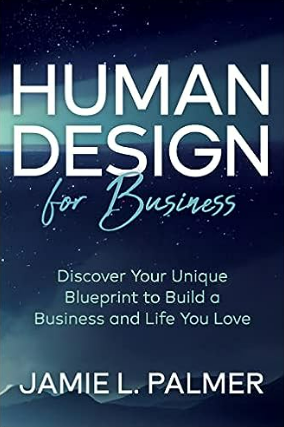 HUMAN
DESIGN
for Business
Discover Your Unique
Blueprint to Build a
Business and Life You Love
JAMIE L. PALMER